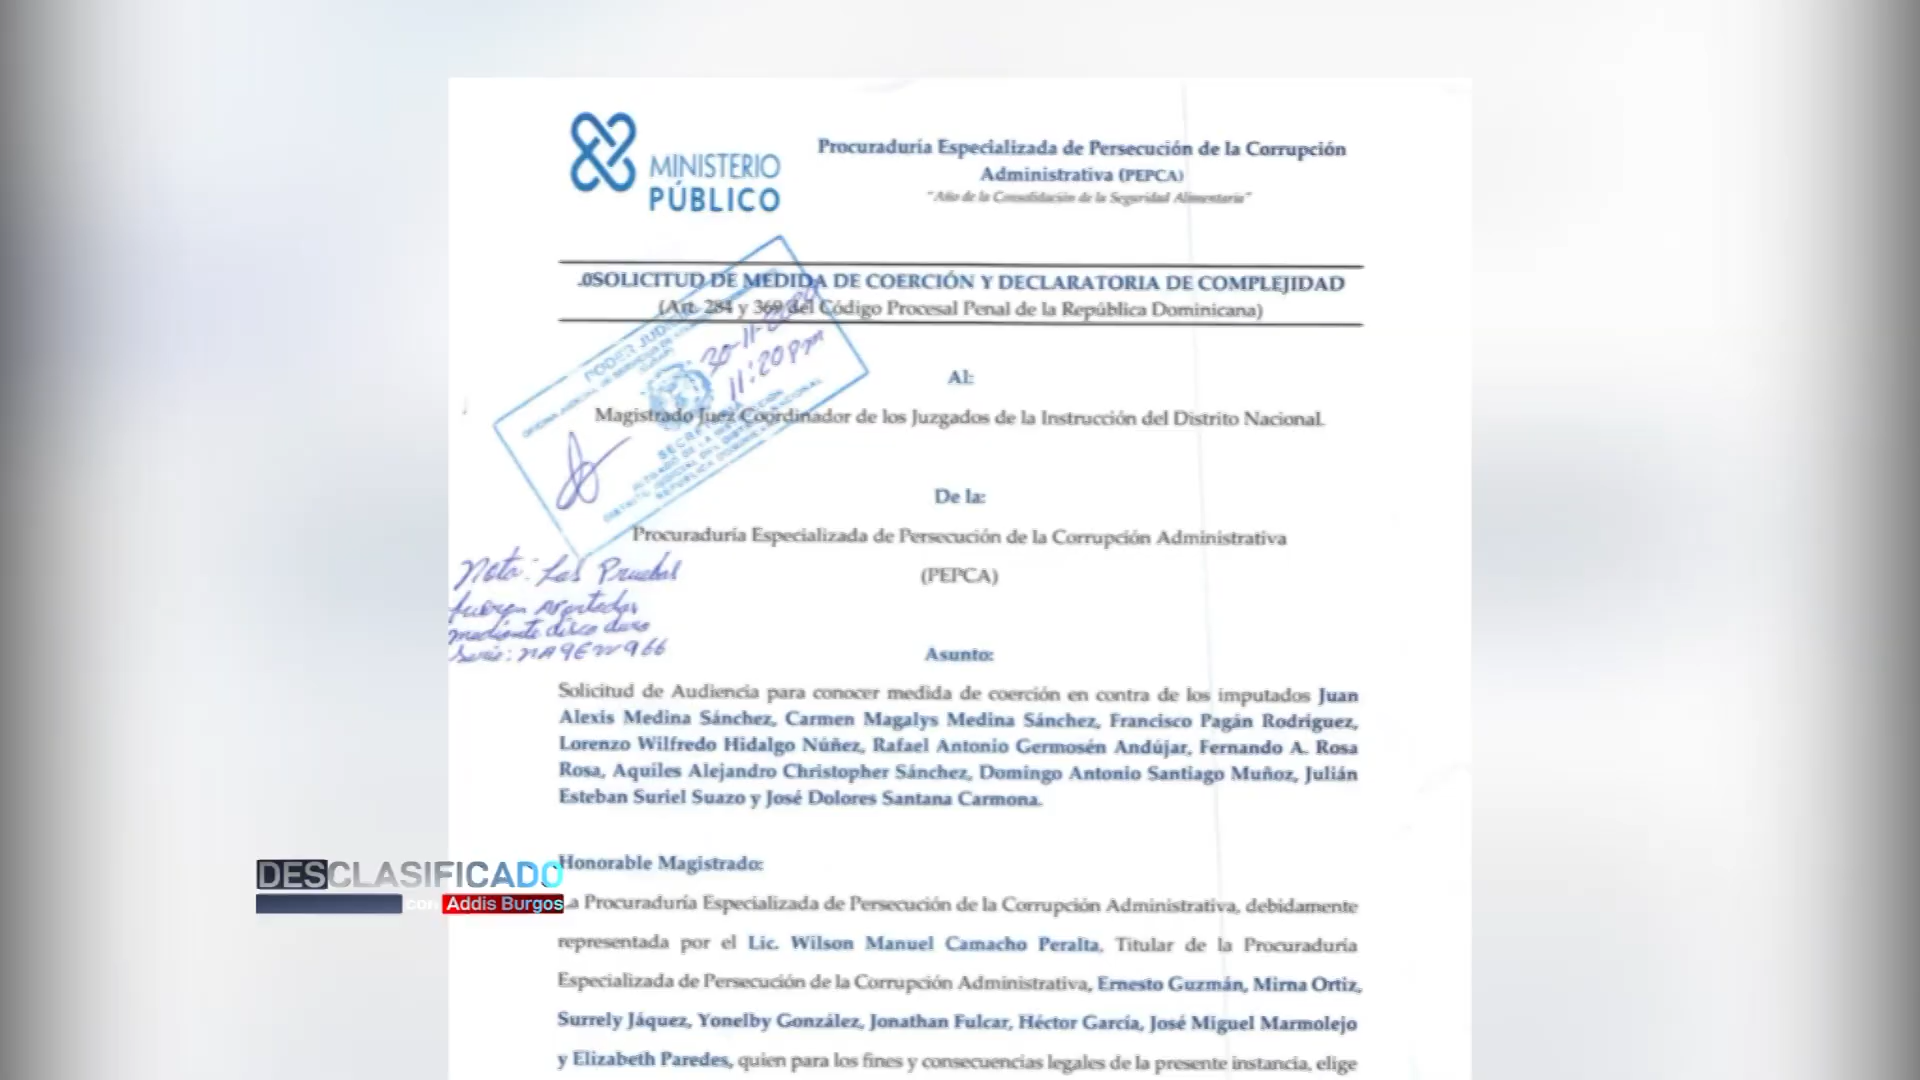 MINISTERIO
PÚBLICO
Procuraduría Especializada de Persecución de la Corrupción
Administrativa (PEPCA)
"Año de la Consolidación de la Seguridad Alimentaria"
.0SOLICITUD DE MEDIDA DE COERCIÓN Y DECLARATORIA DE COMPLEJIDAD
(Art. 284 y 369 del Código Procesal Penal de la República Dominicana)
PODER JUDICIAL
11:20 pm
Al:
Magistrado Juez Coordinador de los Juzgados de la Instrucción del Distrito Nacional.
De la:
Procuraduría Especializada de Persecución de la Corrupción Administrativa
(PEPCA)
Nota: Las Pruebas
fueron aportadas
mediante disco duro
Serie:
Asunto:
Solicitud de Audiencia para conocer medida de coerción en contra de los imputados Juan
Alexis Medina Sánchez, Carmen Magalys Medina Sánchez, Francisco Pagán Rodríguez,
Lorenzo Wilfredo Hidalgo Núñez, Rafael Antonio Germosén Andújar, Fernando A. Rosa
Rosa, Aquiles Alejandro Christopher Sánchez, Domingo Antonio Santiago Muñoz, Julián
Esteban Suriel Suazo y José Dolores Santana Carmona.
Honorable Magistrado:
La Procuraduría Especializada de Persecución de la Corrupción Administrativa, debidamente
representada por el Lic. Wilson Manuel Camacho Peralta, Titular de la Procuraduría
Especializada de Persecución de la Corrupción Administrativa, Ernesto Guzmán, Mirna Ortiz,
Surrely Jáquez, Yonelby González, Jonathan Fulcar, Héctor García, José Miguel Marmolejo
y Elizabeth Paredes, quien para los fines y consecuencias legales de la presente instancia, elige
DESCLASIFICADO
con Addis Burgos